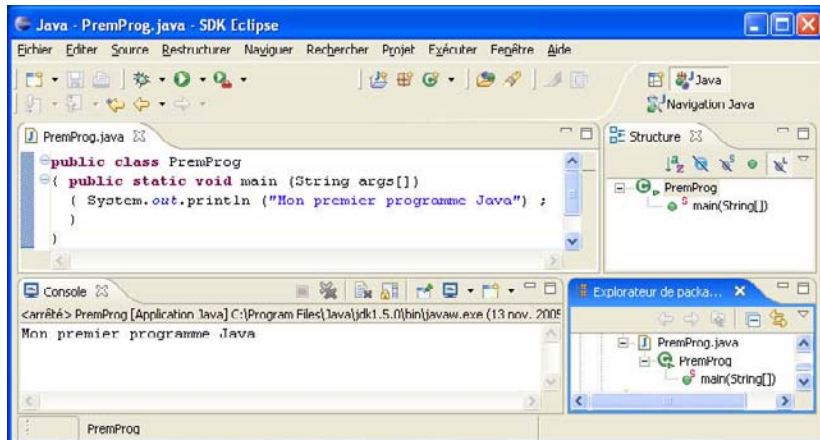 Java - PremProg.java - SDK Eclipse
Fichier Editer Source Restructurer Naviguer Rechercher Projet Exécuter Fenêtre Aide
Java
Navigation Java
PremProg.java
public class PremProg
{ public static void main (String args[])
{ System.out.println ("Mon premier programme Java") ;
}
}
Structure
PremProg
main(String[])
Console
<arrêté> PremProg [Application Java] C:\Program Files\Java\jdk1.5.0\bin\javaw.exe (13 nov. 2005
Mon premier programme Java
Explorateur de packa...
PremProg.java
PremProg
main(String[])
PremProg